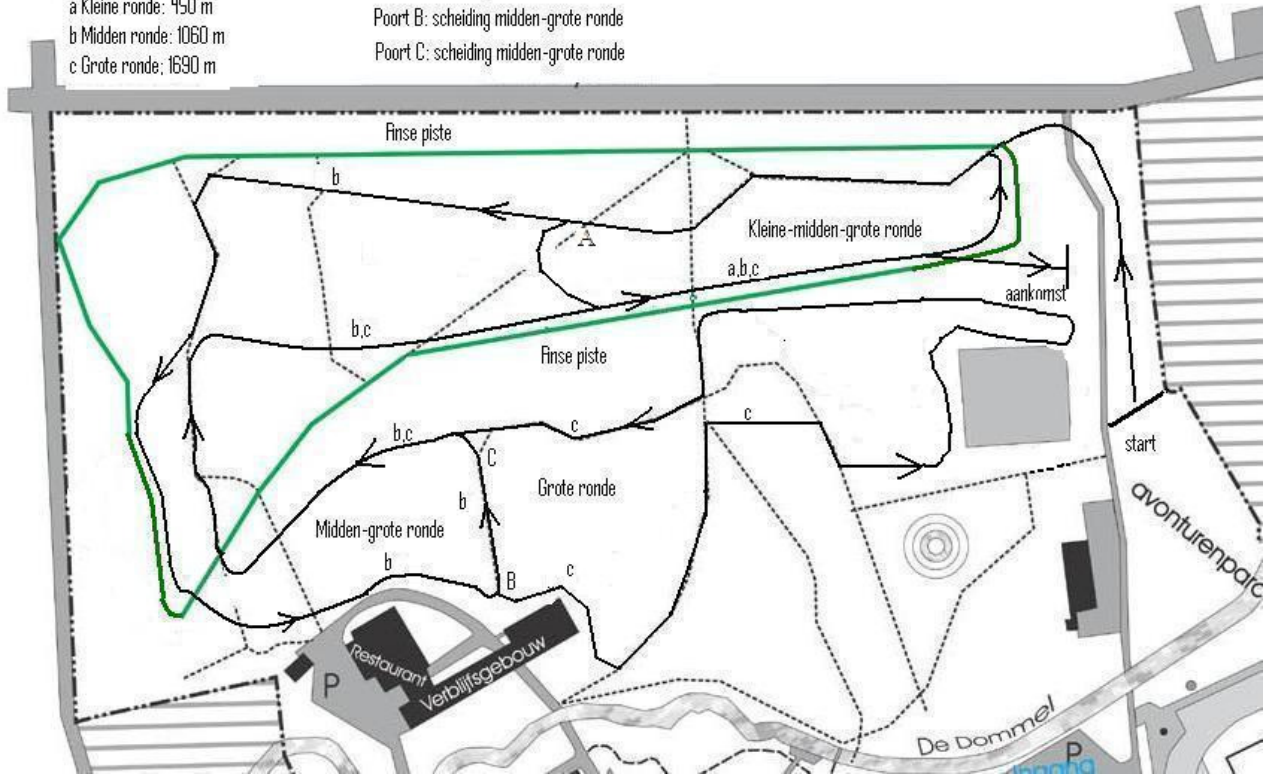 a Kleine ronde: 450 m
b Midden ronde: 1060 m
c Grote ronde; 1690 m
Poort B: scheiding midden-grote ronde
Poort C: scheiding midden-grote ronde
Finse piste
b
A
Kleine-midden-grote ronde
a,b,c
aankomst
b,c
Finse piste
c
c
b,c
start
C
Grote ronde
b
avonturenparc
Midden-grote ronde
b
B
c
Restaurant
Verblijfsgebouw
P
De Dommel
P
Ingang